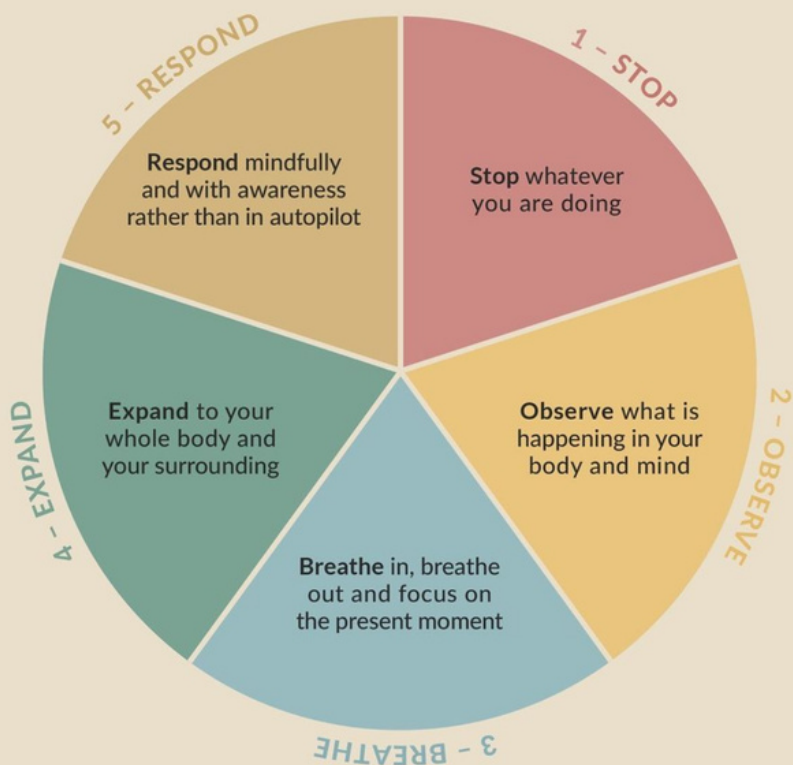 1 – STOP
Stop whatever
you are doing
2 – OBSERVE
Observe what is
happening in your
body and mind
3 – BREATHE
Breathe in, breathe
out and focus on
the present moment
4 – EXPAND
Expand to your
whole body and
your surrounding
5 – RESPOND
Respond mindfully
and with awareness
rather than in autopilot